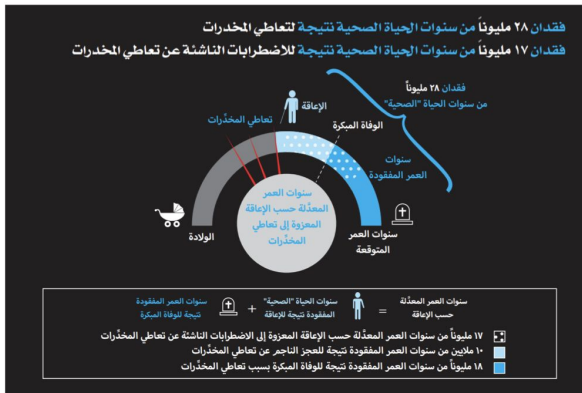 فقدان ٢٨ مليوناً من سنوات الحياة الصحية نتيجة لتعاطي المخدرات
فقدان ١٧ مليوناً من سنوات الحياة الصحية نتيجة للاضطرابات الناشئة عن تعاطي المخدرات
فقدان ٢٨ مليوناً
من سنوات الحياة "الصحية"
الإعاقة
تعاطي المخدّرات
الوفاة المبكرة
سنوات
العمر المفقودة
سنوات العمر
المعدّلة حسب الإعاقة
المعزوة إلى تعاطي
المخدّرات
الولادة
سنوات العمر
المتوقعة
سنوات العمر المعدّلة
حسب الإعاقة
=
سنوات الحياة "الصحية"
المفقودة نتيجة للإعاقة
+
سنوات العمر المفقودة
نتيجة للوفاة المبكرة
١٧ مليوناً من سنوات العمر المعدّلة حسب الإعاقة المعزوة إلى الاضطرابات الناشئة عن تعاطي المخدّرات
١٠ ملايين من سنوات العمر المفقودة نتيجة للعجز الناجم عن تعاطي المخدّرات
١٨ مليوناً من سنوات العمر المفقودة نتيجة للوفاة المبكرة بسبب تعاطي المخدّرات